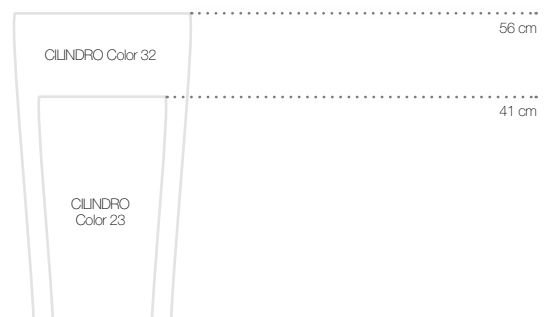 56 cm
CILINDRO Color 32
41 cm
CILINDRO
Color 23